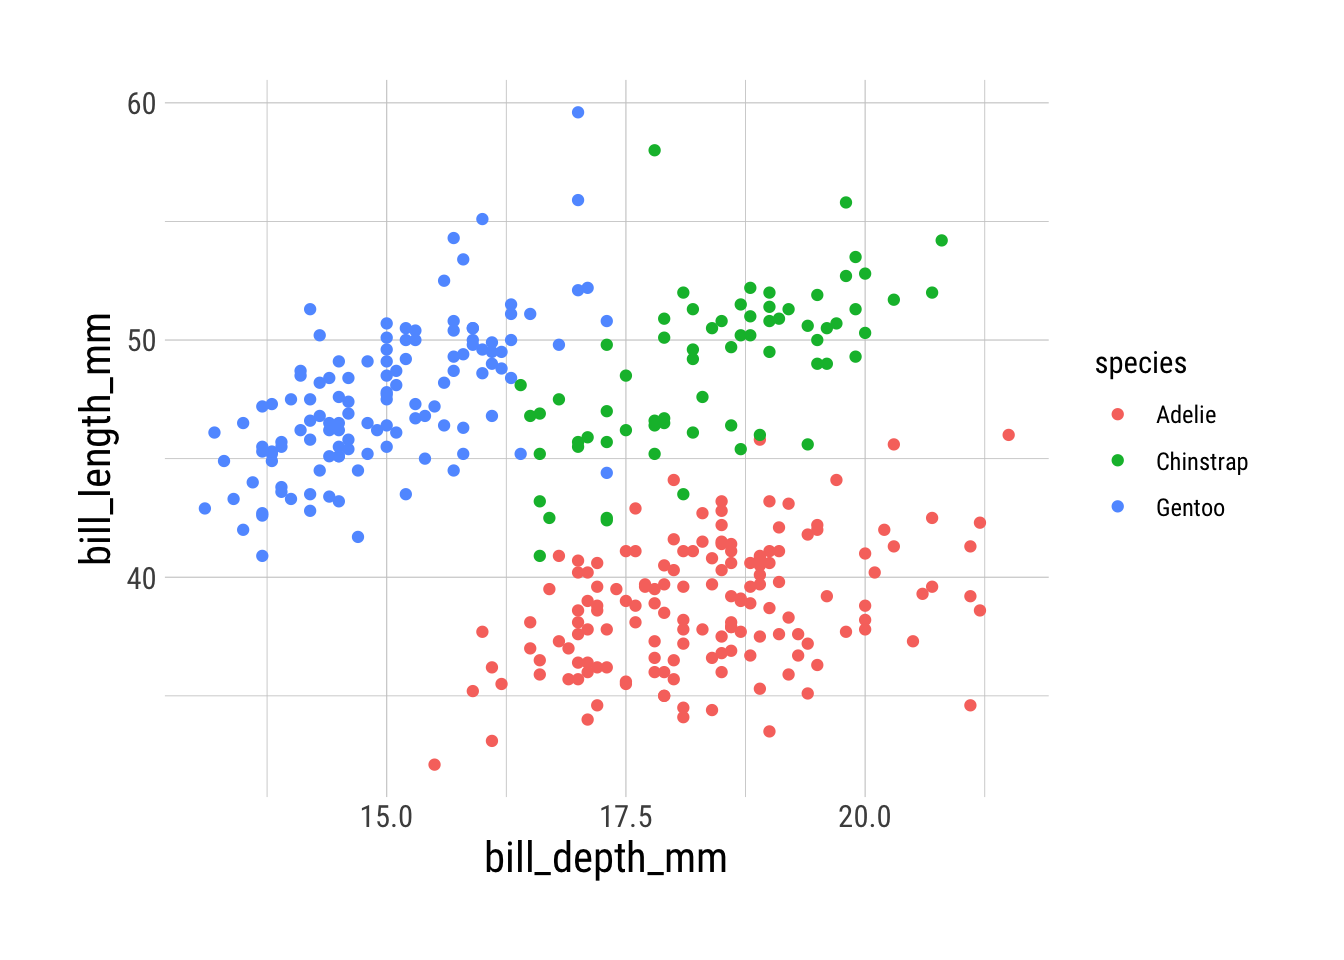 60
50
40
bill_length_mm
15.0 17.5 20.0
bill_depth_mm
species
Adelie
Chinstrap
Gentoo